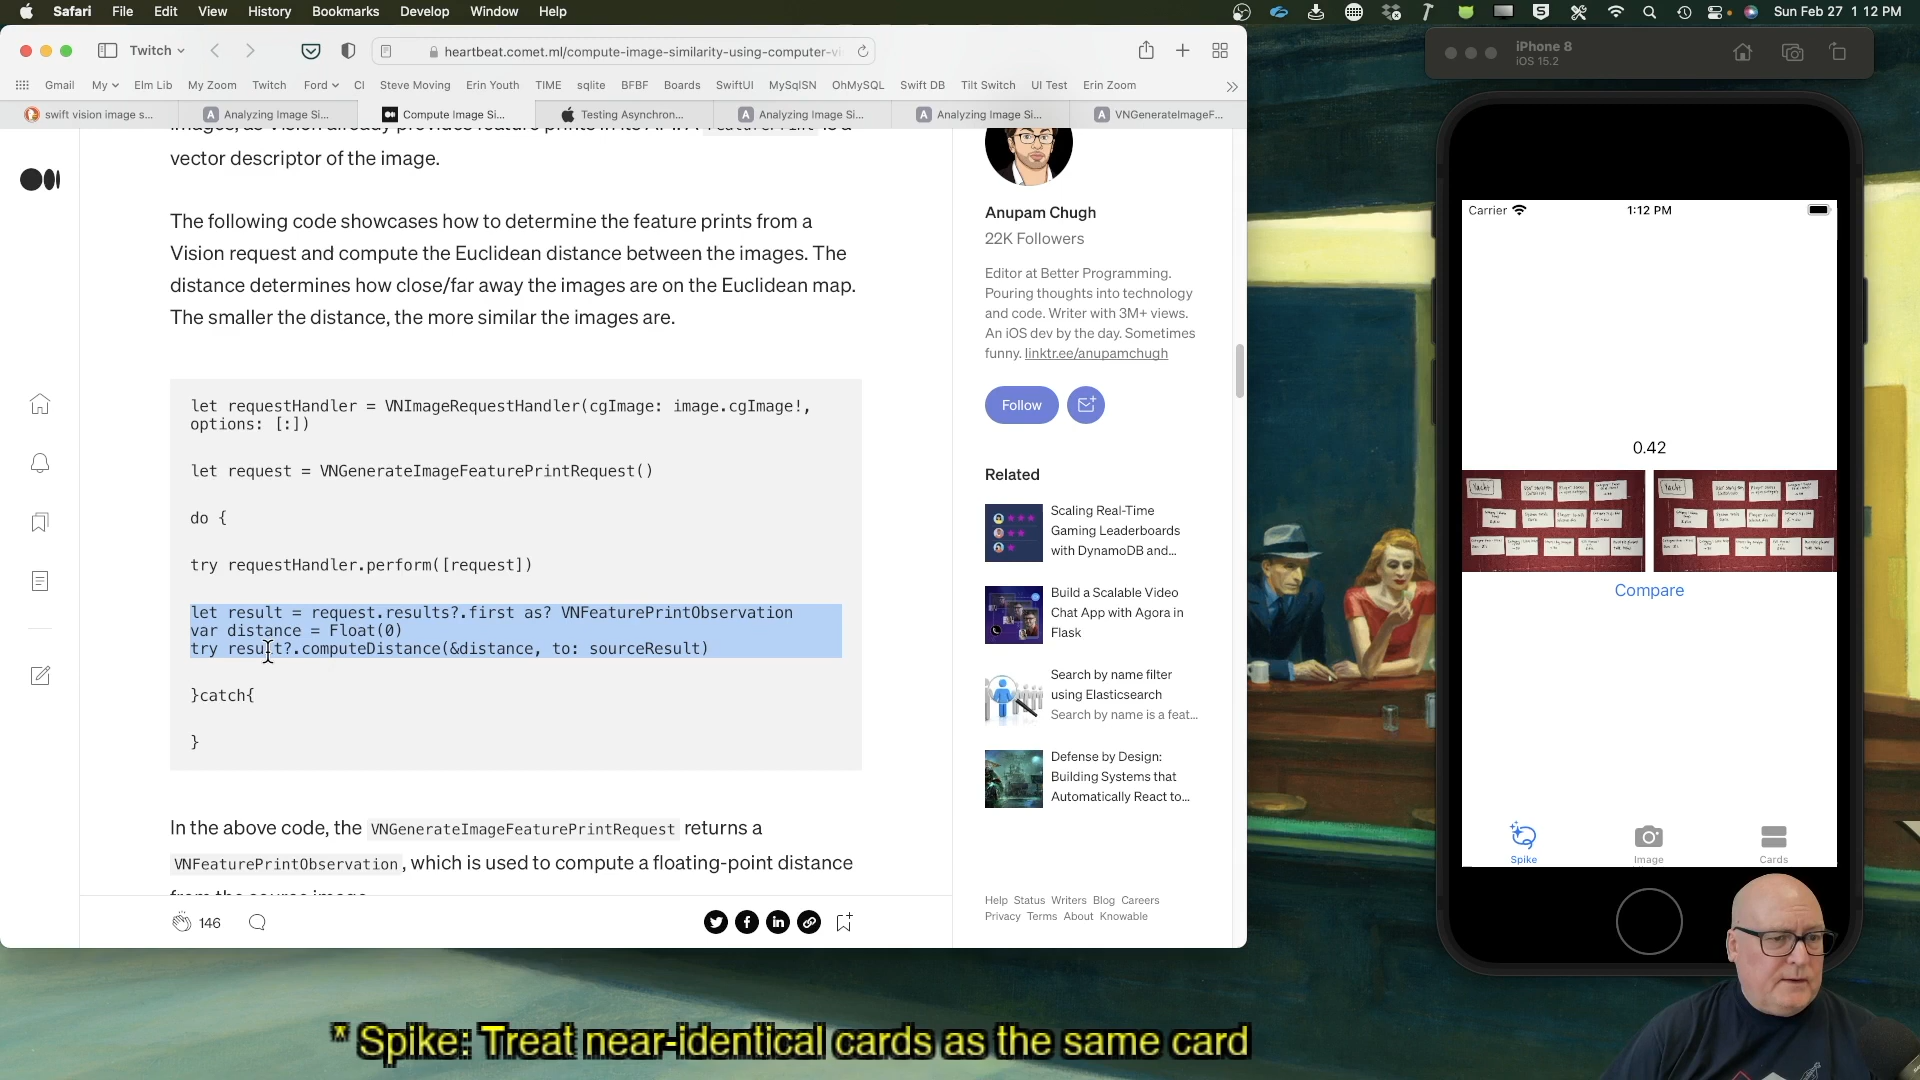 Safari File Edit View History Bookmarks Develop Window Help
Sun Feb 27 1 12 PM
Twitch
heartbeat.comet.ml/compute-image-similarity-using-computer-vi
Gmail My Elm Lib My Zoom Twitch Ford CI Steve Moving Erin Youth TIME sqlite BFBF Boards SwiftUI MySqlSN OhMySQL Swift DB Tilt Switch UI Test Erin Zoom
swift vision image s... Analyzing Image Si... Compute Image Si... Testing Asynchron... Analyzing Image Si... Analyzing Image Si... VNGenerateImageF...
vector descriptor of the image.
The following code showcases how to determine the feature prints from a
Vision request and compute the Euclidean distance between the images. The
distance determines how close/far away the images are on the Euclidean map.
The smaller the distance, the more similar the images are.
let requestHandler = VNImageRequestHandler(cgImage: image.cgImage!,
options: [:])
let request = VNGenerateImageFeaturePrintRequest()
do {
try requestHandler.perform([request])
let result = request.results?.first as? VNFeaturePrintObservation
var distance = Float(0)
try result?.computeDistance(&distance, to: sourceResult)
}catch{
}
In the above code, the VNGenerateImageFeaturePrintRequest returns a
VNFeaturePrintObservation, which is used to compute a floating-point distance
146
Anupam Chugh
22K Followers
Editor at Better Programming.
Pouring thoughts into technology
and code. Writer with 3M+ views.
An iOS dev by the day. Sometimes
funny. linktr.ee/anupamchugh
Follow
Related
Scaling Real-Time
Gaming Leaderboards
with DynamoDB and...
Build a Scalable Video
Chat App with Agora in
Flask
Search by name filter
using Elasticsearch
Search by name is a feat...
Defense by Design:
Building Systems that
Automatically React to...
Help Status Writers Blog Careers
Privacy Terms About Knowable
iPhone 8
iOS 15.2
Carrier 1:12 PM
0.42
Yacht
Yacht
Compare
Spike Image Cards
* Spike: Treat near-identical cards as the same card